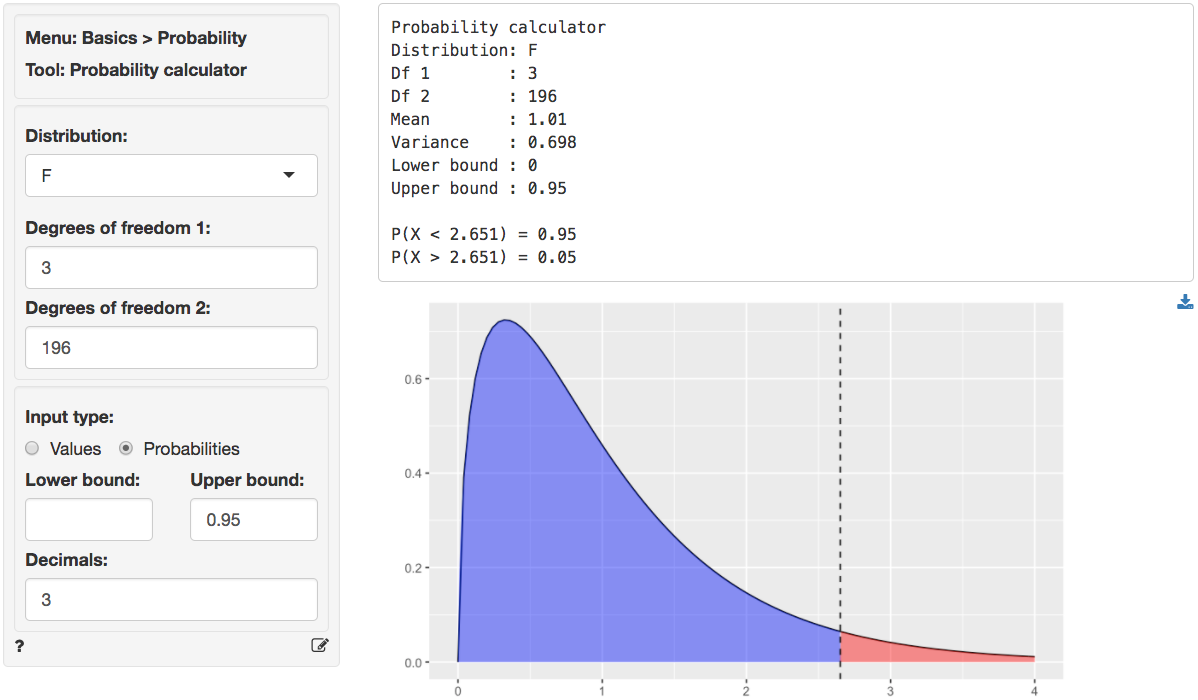 Menu: Basics > Probability
Tool: Probability calculator
Distribution:
F
Degrees of freedom 1:
3
Degrees of freedom 2:
196
Input type:
Values Probabilities
Lower bound: Upper bound:
0.95
Decimals:
3
?
Probability calculator
Distribution: F
Df 1        : 3
Df 2        : 196
Mean        : 1.01
Variance    : 0.698
Lower bound : 0
Upper bound : 0.95
P(X < 2.651) = 0.95
P(X > 2.651) = 0.05
0.6
0.4
0.2
0.0
0 1 2 3 4